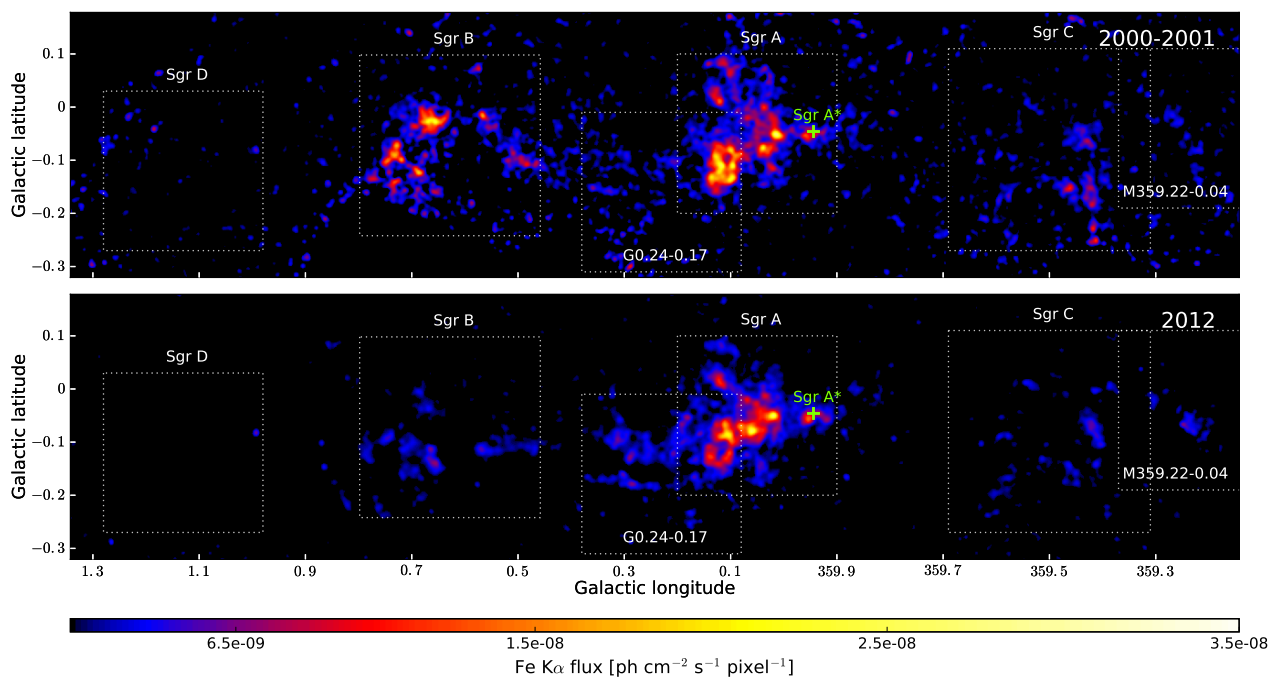 2000-2001
Sgr D
Sgr B
Sgr A
Sgr C
Sgr A*
M359.22-0.04
G0.24-0.17
0.1
0
−0.1
−0.2
−0.3
Galactic latitude
2012
Sgr D
Sgr B
Sgr A
Sgr C
Sgr A*
M359.22-0.04
G0.24-0.17
0.1
0
−0.1
−0.2
−0.3
Galactic latitude
1.3 1.1 0.9 0.7 0.5 0.3 0.1 359.9 359.7 359.5 359.3
Galactic longitude
6.5e-09 1.5e-08 2.5e-08 3.5e-08
Fe Kα flux [ph cm⁻² s⁻¹ pixel⁻¹]